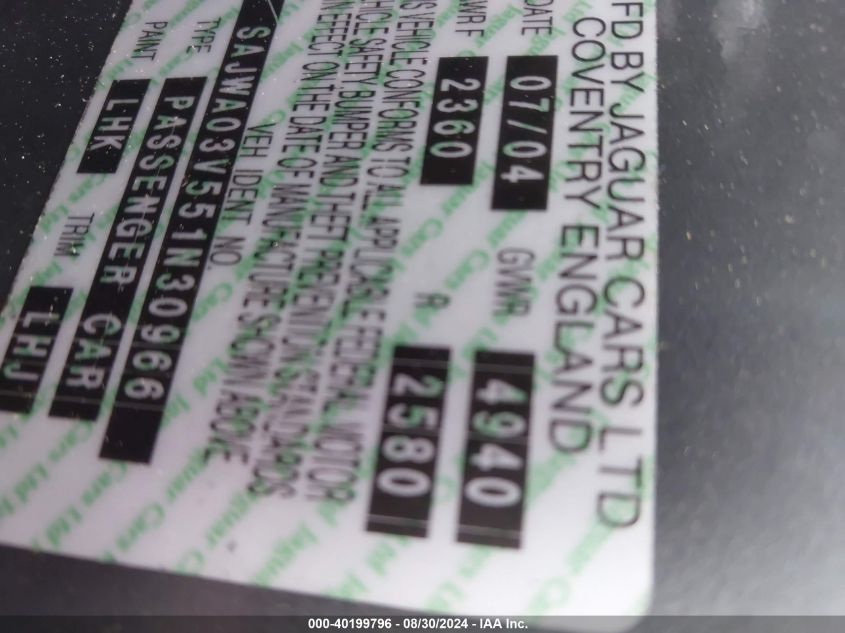 MFD BY JAGUAR CARS LTD
COVENTRY ENGLAND
DATE 07/04 GVWR 4940
GAWR F 2360 R 2580
THIS VEHICLE CONFORMS TO ALL APPLICABLE FEDERAL MOTOR
VEHICLE SAFETY BUMPER AND THEFT PREVENTION STANDARDS
IN EFFECT ON THE DATE OF MANUFACTURE SHOWN ABOVE
VEH. IDENT. NO.
SAJWA03V551N30966
TYPE PASSENGER CAR
PAINT LHK TRIM LHJ
000-40199796 - 08/30/2024 - IAA Inc.